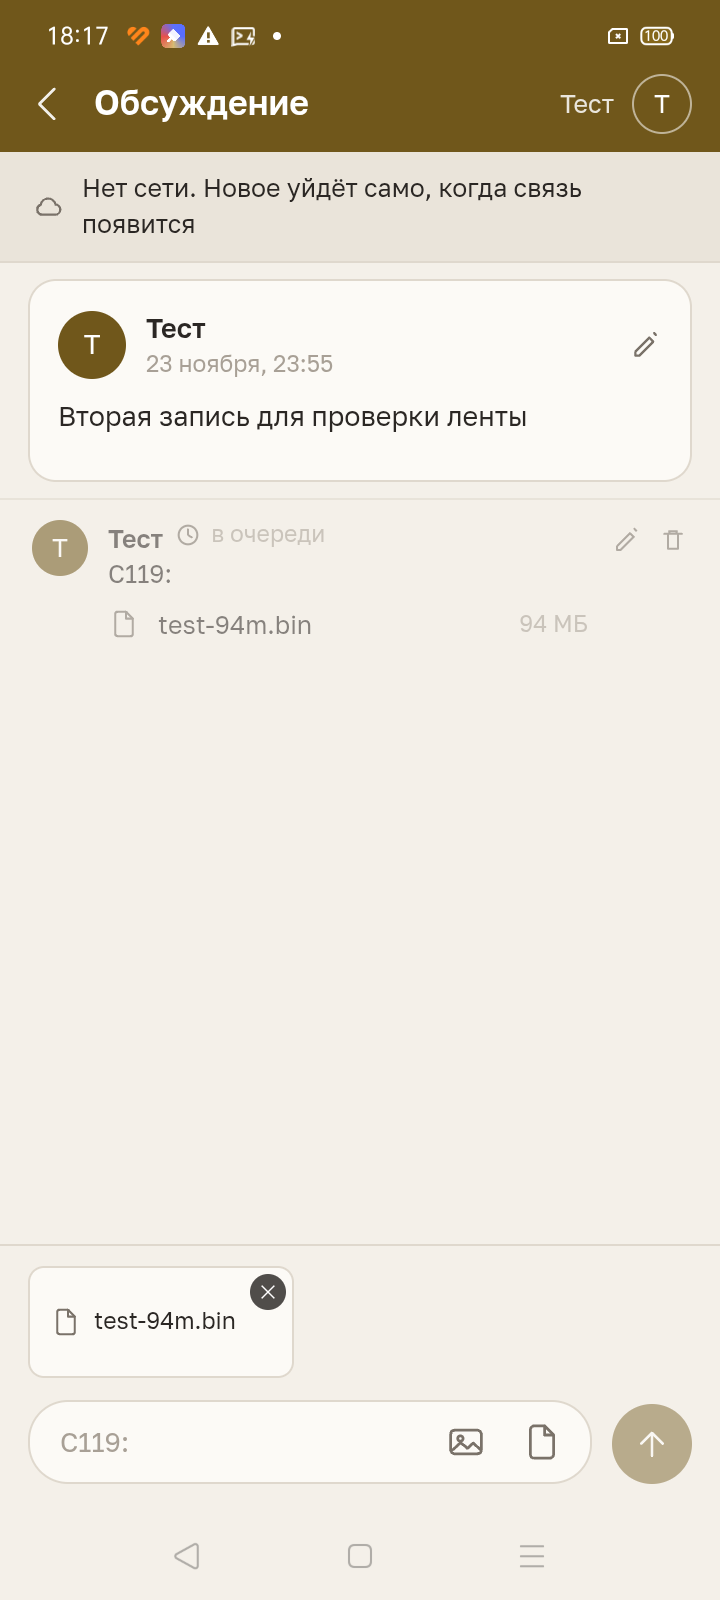 18:17
100
Обсуждение
Тест
Т
Нет сети. Новое уйдёт само, когда связь
появится
Т
Тест
23 ноября, 23:55
Вторая запись для проверки ленты
Т
Тест
в очереди
C119:
test-94m.bin
94 МБ
test-94m.bin
C119: